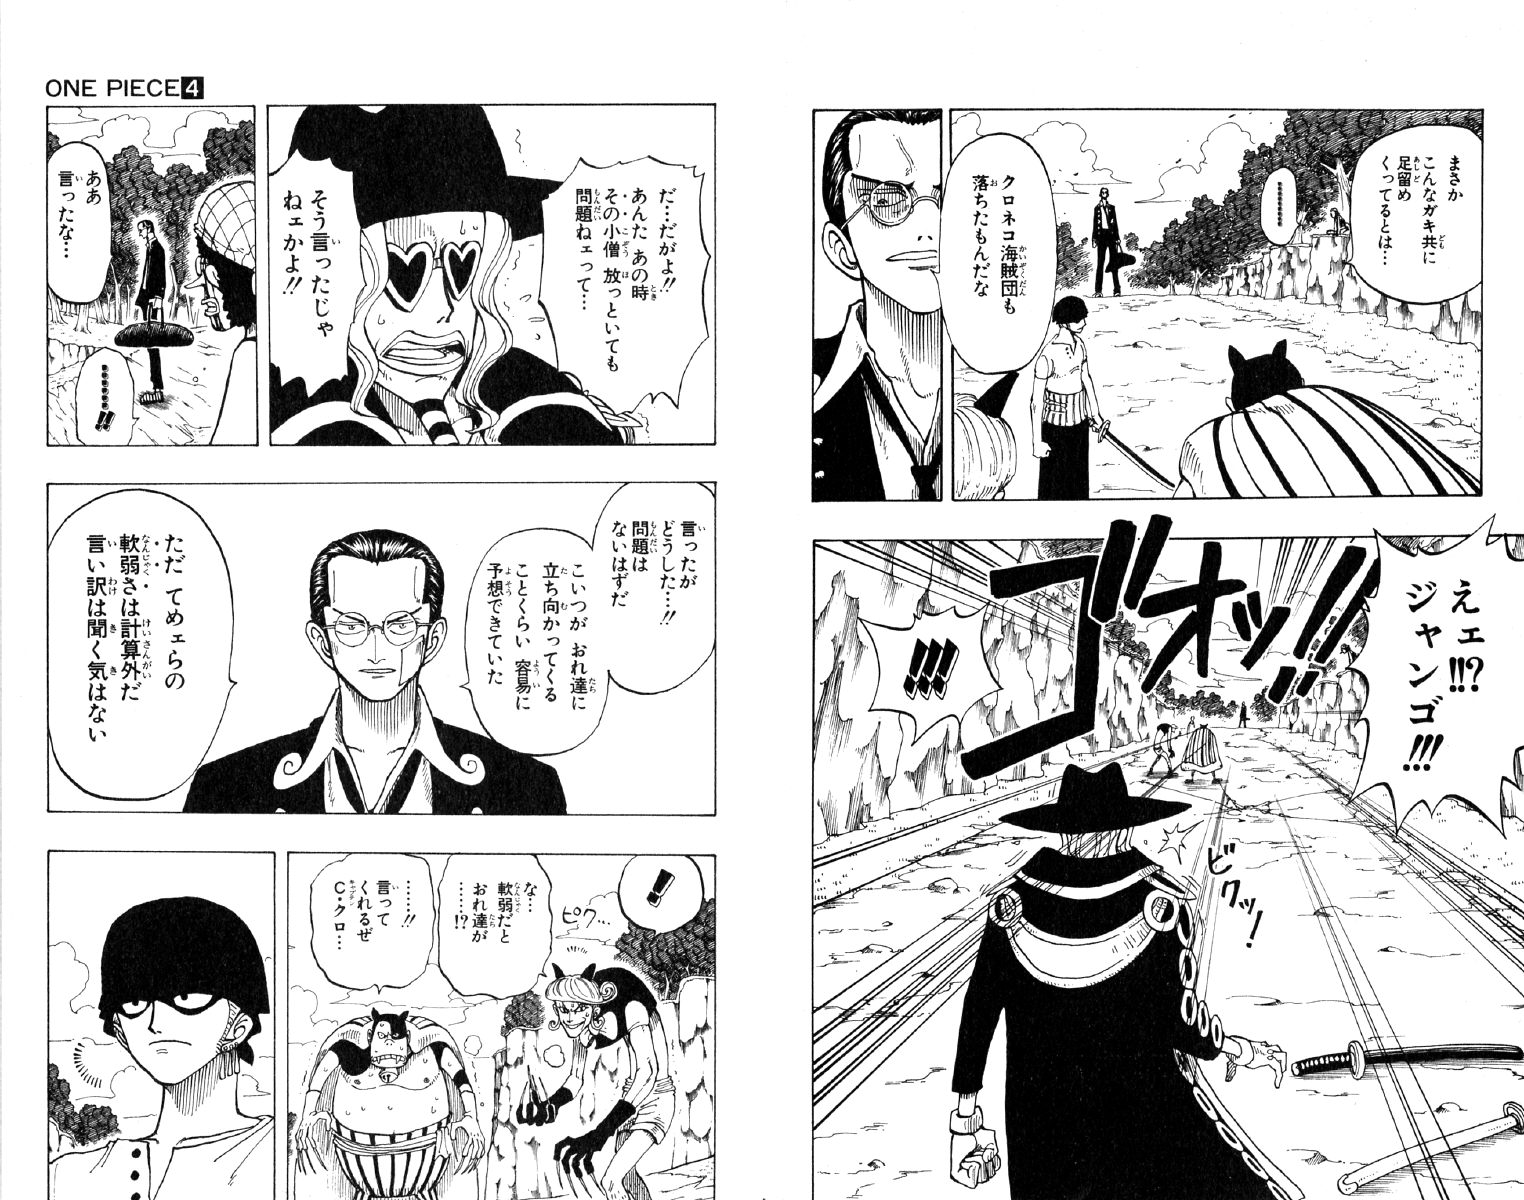 まさか
こんなガキ共に
足留め
くってるとは…
…………
クロネコ海賊団も
落ちたもんだな
えェ!!?
ジャンゴ!!!
ゴオッ!!
!!!
ビクッ!
ONE PIECE 4
だ…だがよ!!
あんた あの時
その小僧 放っといても
問題ねェって…
そう言ったじゃ
ねェかよ!!
ああ
言ったな…
……!!
言ったが
どうした…!!
問題は
ないはずだ
こいつが おれ達に
立ち向かってくる
ことくらい 容易に
予想できていた
ただ てめェらの
軟弱さは計算外だ
言い訳は聞く気はない
!
ピク…
な…
軟弱だと
おれ達が
……!?
……!!
言って
くれるぜ
C・クロ…